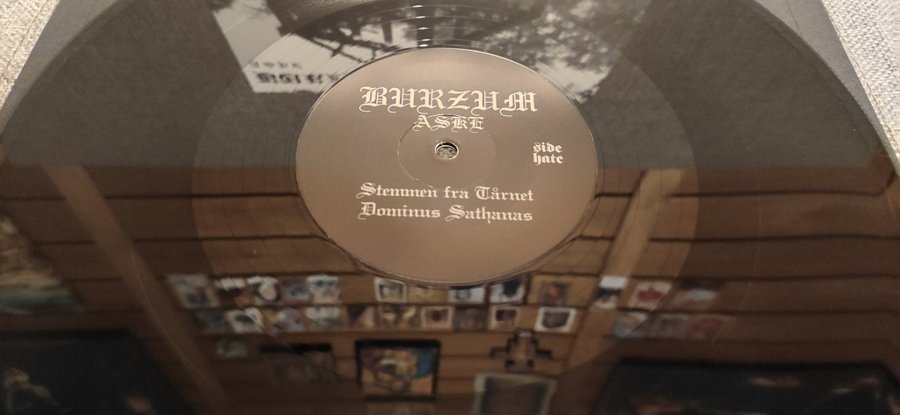 BURZUM
ASKE
side
hate
Stemmen fra Tårnet
Dominus Sathanas